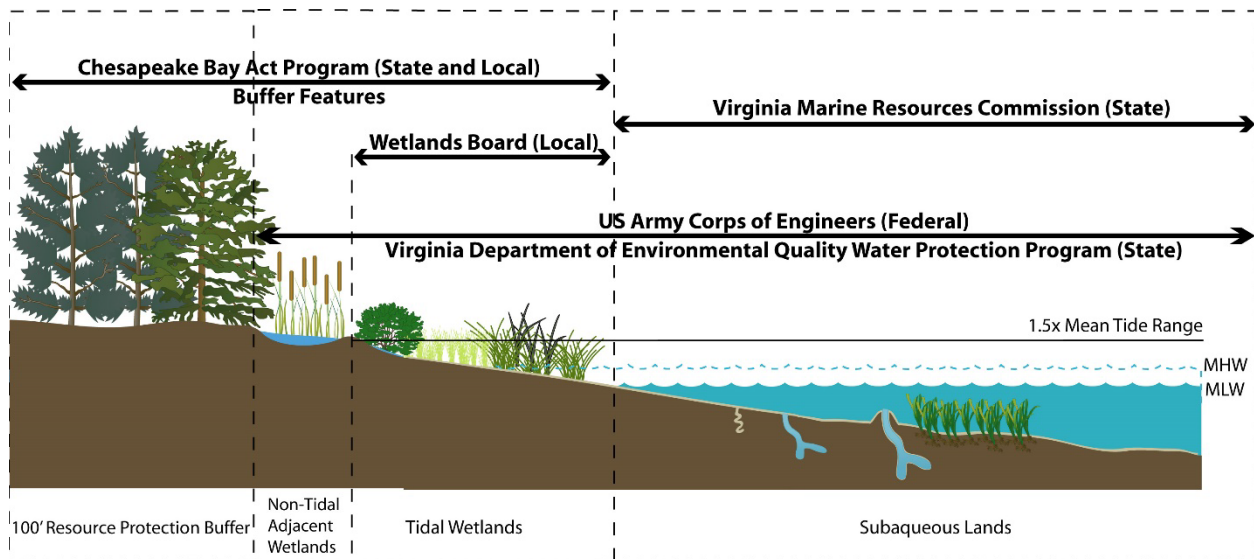 Chesapeake Bay Act Program (State and Local)
Buffer Features
Virginia Marine Resources Commission (State)
Wetlands Board (Local)
US Army Corps of Engineers (Federal)
Virginia Department of Environmental Quality Water Protection Program (State)
1.5x Mean Tide Range
MHW
MLW
100' Resource Protection Buffer
Non-Tidal
Adjacent
Wetlands
Tidal Wetlands
Subaqueous Lands